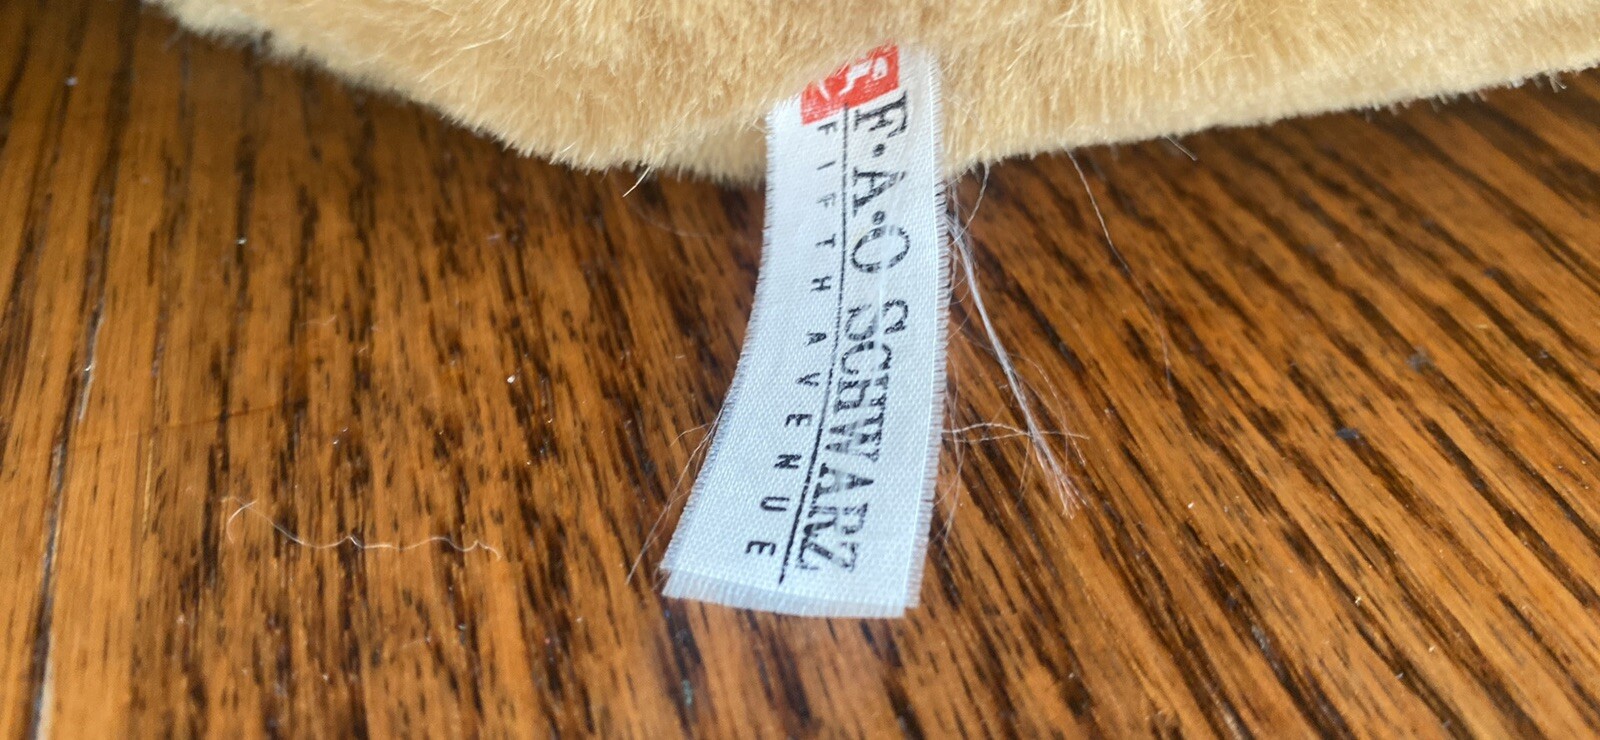 F·A·O SCHWARZ
FIFTH AVENUE